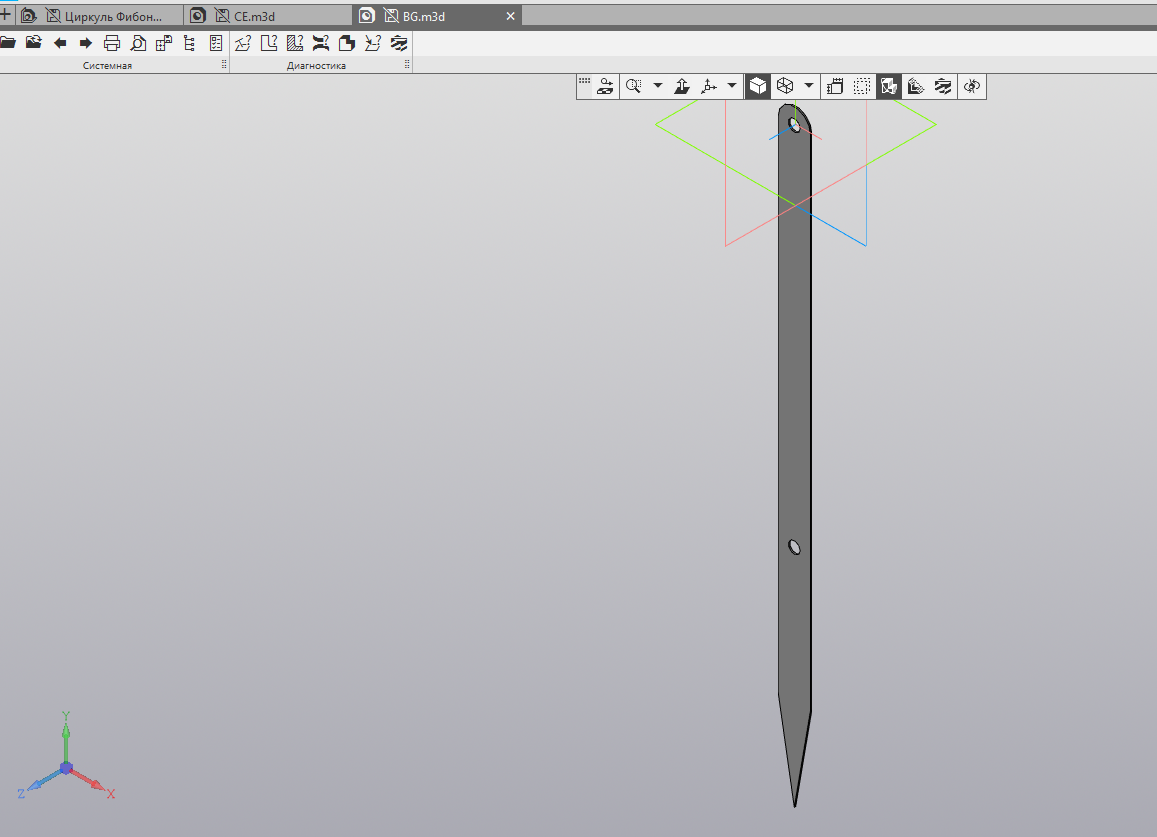 Циркуль Фибон... CE.m3d BG.m3d
Системная Диагностика
Y
Z X